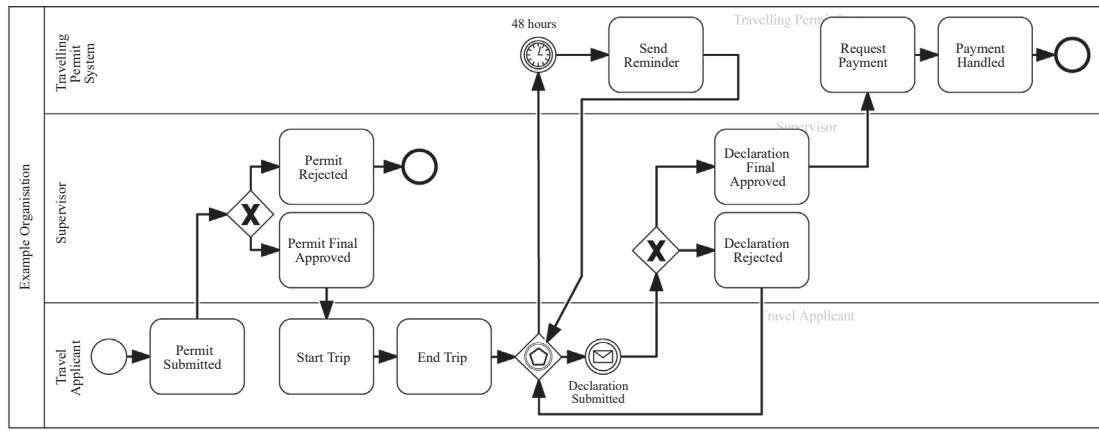 Example Organisation
Travelling
Permit
System
48 hours
Send
Reminder
Travelling Permit S
Request
Payment
Payment
Handled
Supervisor
Supervisor
Permit
Rejected
Permit Final
Approved
Declaration
Final
Approved
Declaration
Rejected
Travel
Applicant
Travel Applicant
Permit
Submitted
Start Trip
End Trip
Declaration
Submitted